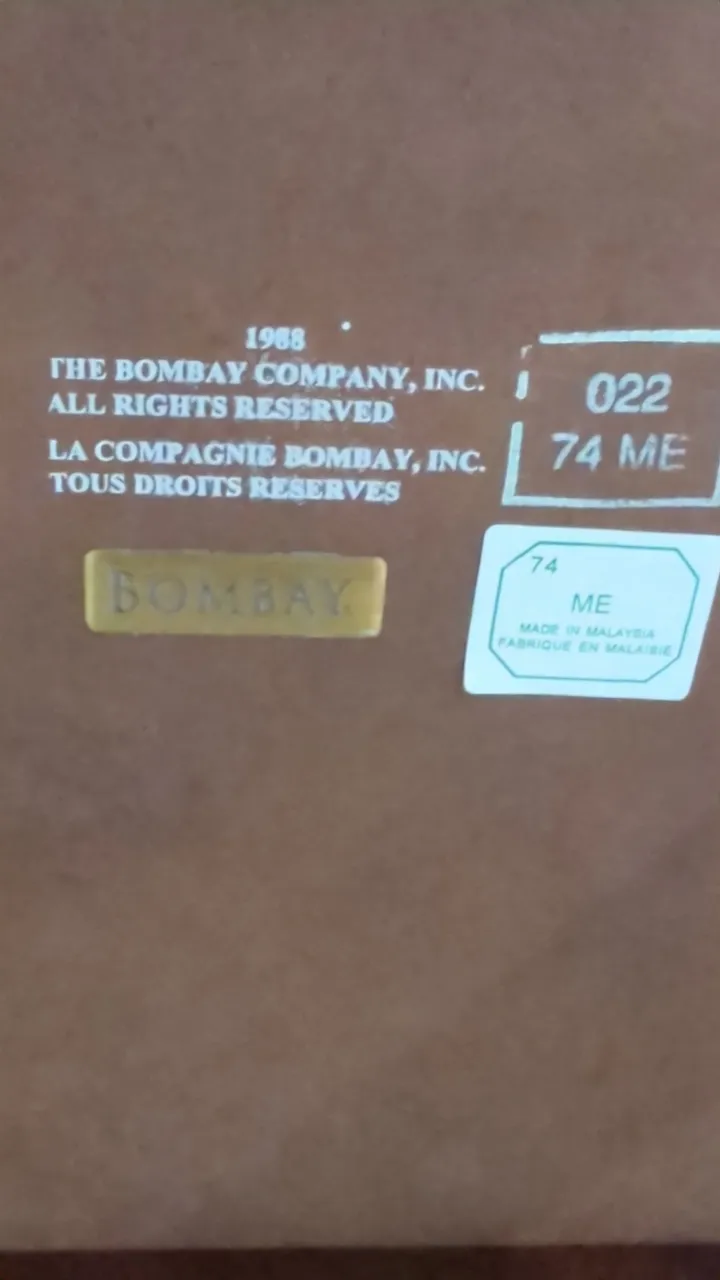 1988
THE BOMBAY COMPANY, INC.
ALL RIGHTS RESERVED
LA COMPAGNIE BOMBAY, INC.
TOUS DROITS RESERVES
022
74 ME
BOMBAY
74
ME
MADE IN MALAYSIA
FABRIQUE EN MALAISIE